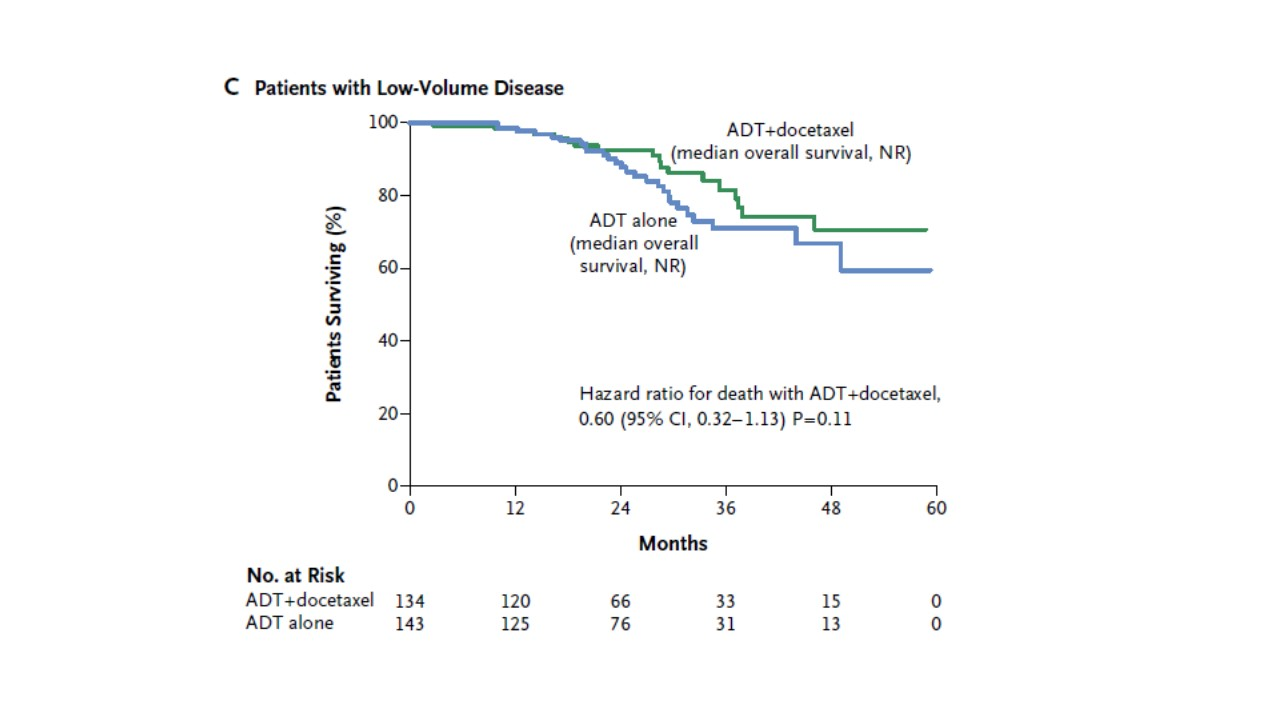 C Patients with Low-Volume Disease
100
80
60
40
20
0
Patients Surviving (%)
ADT+docetaxel
(median overall survival, NR)
ADT alone
(median overall
survival, NR)
Hazard ratio for death with ADT+docetaxel,
0.60 (95% CI, 0.32–1.13) P=0.11
0 12 24 36 48 60
Months
No. at Risk
ADT+docetaxel 134 120 66 33 15 0
ADT alone 143 125 76 31 13 0